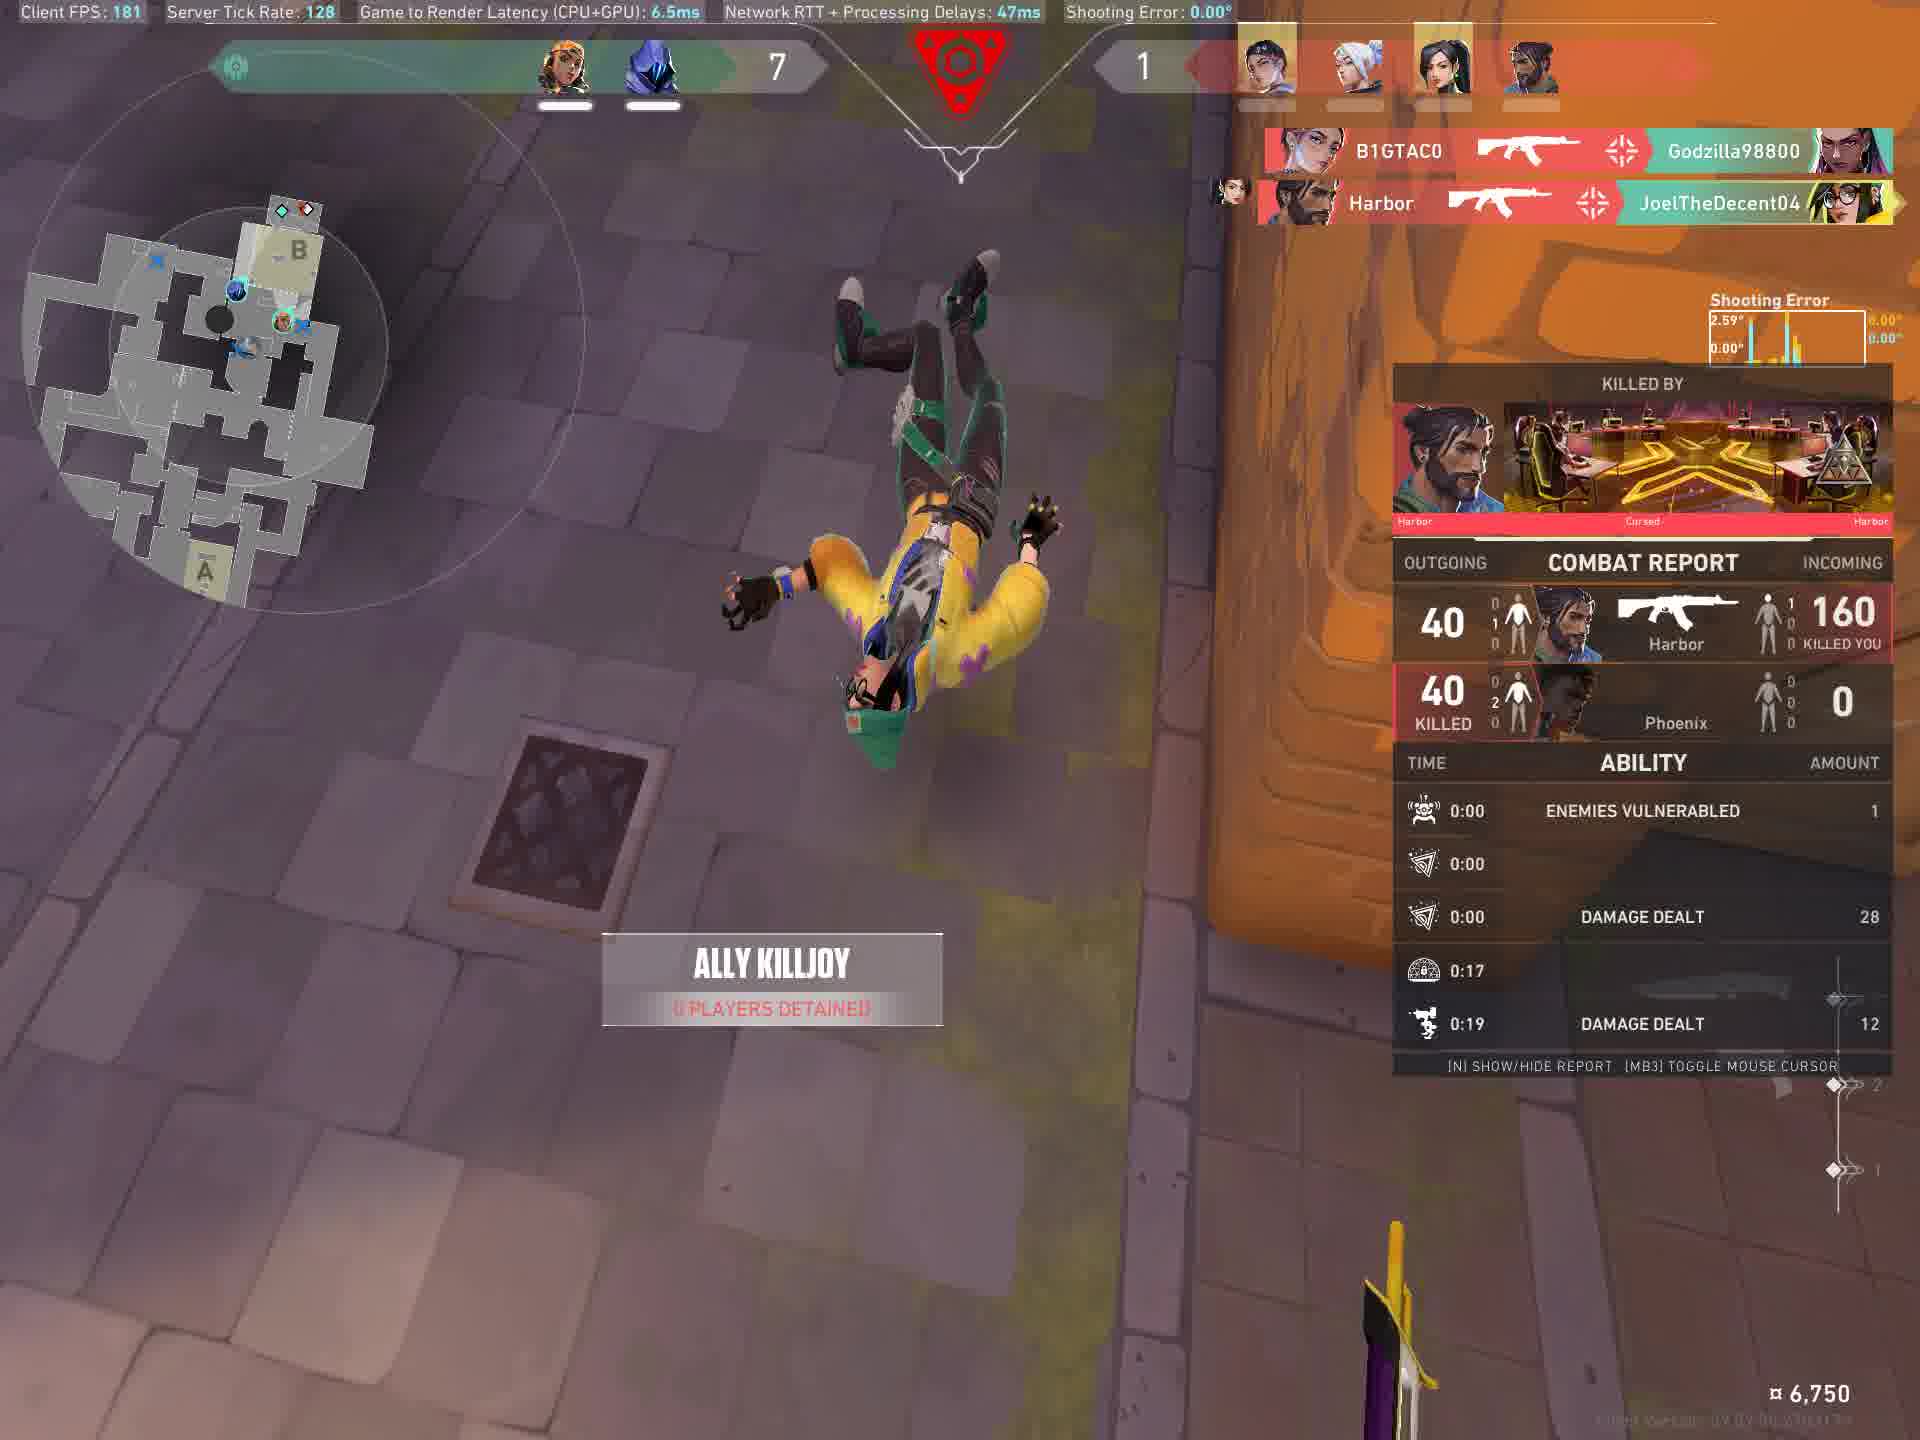 Client FPS: 181 Server Tick Rate: 128 Game to Render Latency (CPU+GPU): 6.5ms Network RTT + Processing Delays: 47ms Shooting Error: 0.00°
7
1
B1GTAC0 Godzilla98800
Harbor JoelTheDecent04
B
A
Shooting Error
2.59° 0.00°
0.00° 0.00°
KILLED BY
Harbor Cursed Harbor
OUTGOING COMBAT REPORT INCOMING
40 0 1 0 Harbor 1 0 0 160 KILLED YOU
40 KILLED 0 2 0 Phoenix 0 0 0 0
TIME ABILITY AMOUNT
0:00 ENEMIES VULNERABLED 1
0:00
0:00 DAMAGE DEALT 28
0:17
0:19 DAMAGE DEALT 12
[N] SHOW/HIDE REPORT [MB3] TOGGLE MOUSE CURSOR
2
1
ALLY KILLJOY
0 PLAYERS DETAINED
¤ 6,750